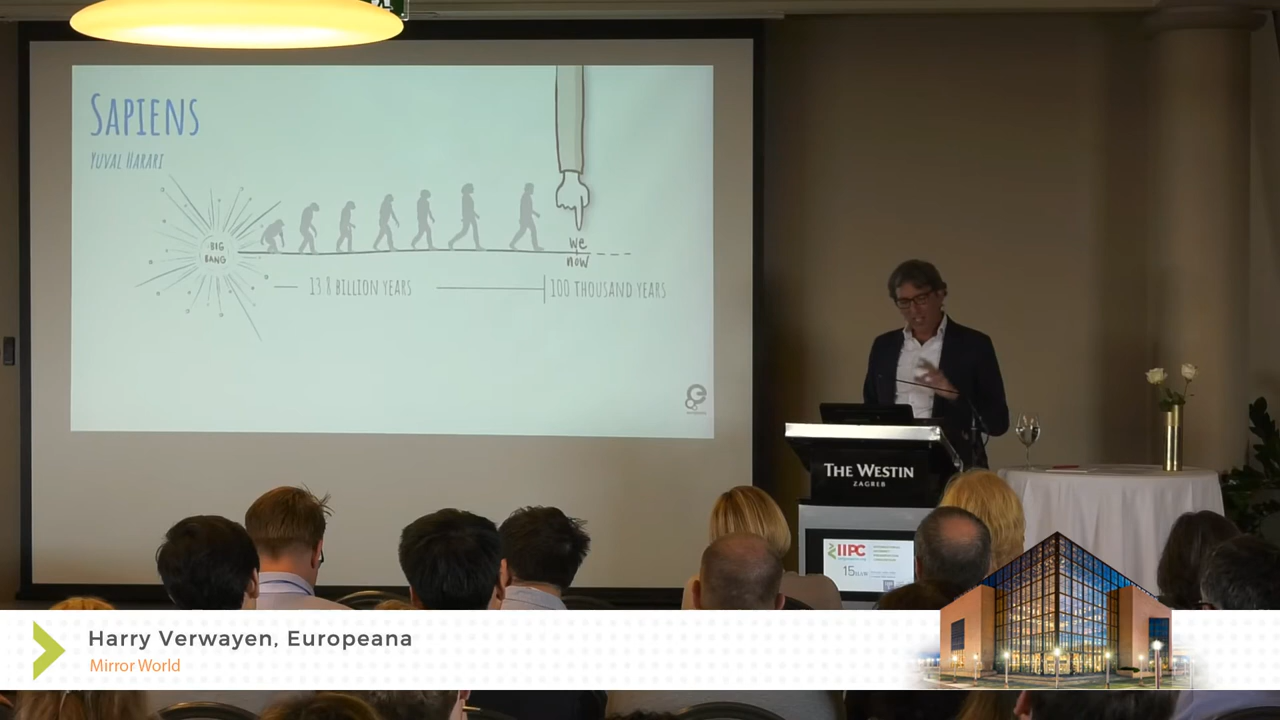 SAPIENS
YUVAL HARARI
BIG
BANG
we
now
13.8 BILLION YEARS
100 THOUSAND YEARS
THE WESTIN
ZAGREB
IIPC
15
Harry Verwayen, Europeana
Mirror World